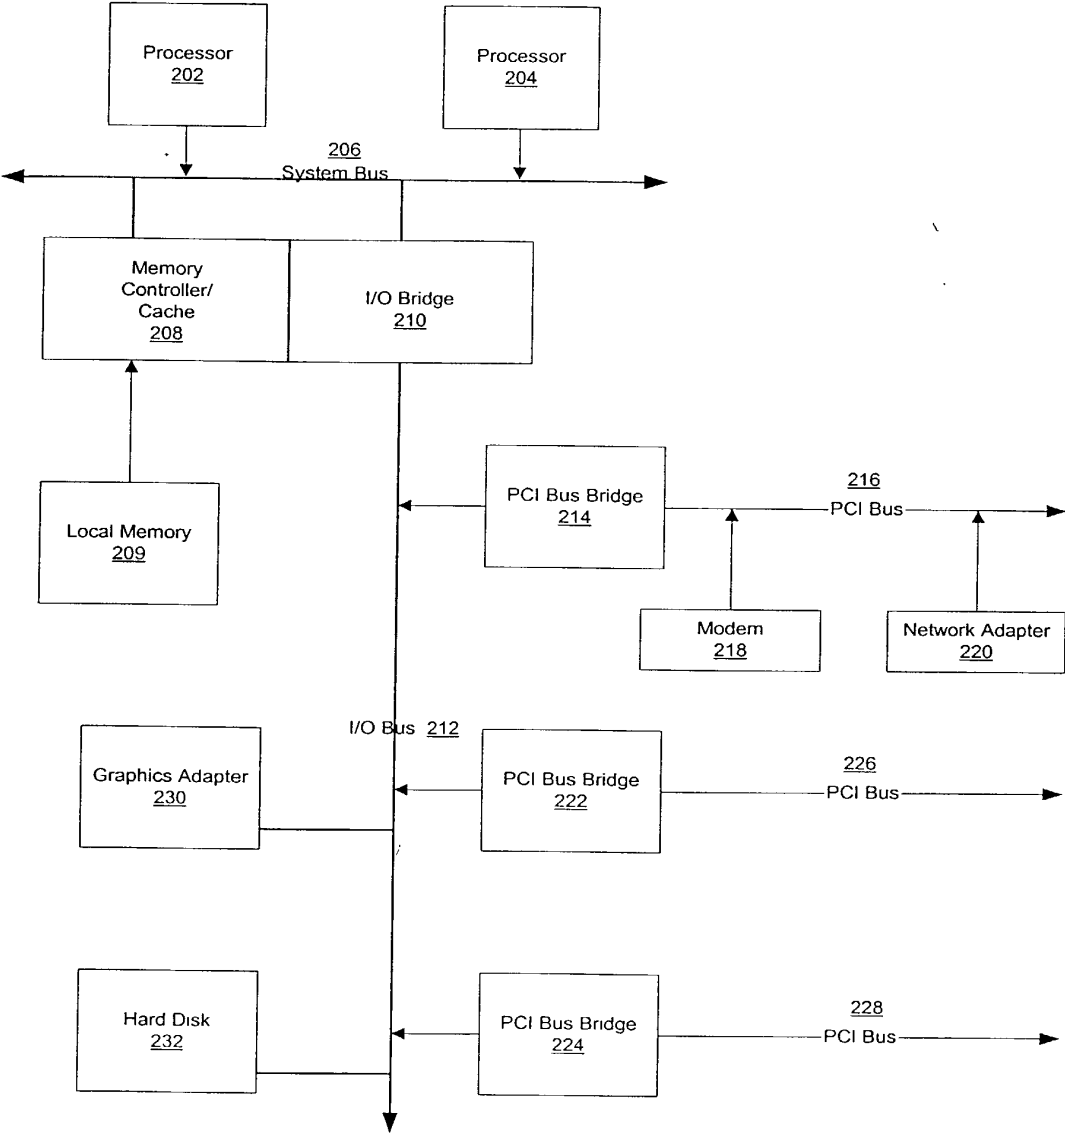 Processor
202
Processor
204
206
System Bus
Memory
Controller/
Cache
208
I/O Bridge
210
Local Memory
209
PCI Bus Bridge
214
216
PCI Bus
Modem
218
Network Adapter
220
I/O Bus 212
Graphics Adapter
230
PCI Bus Bridge
222
226
PCI Bus
Hard Disk
232
PCI Bus Bridge
224
228
PCI Bus